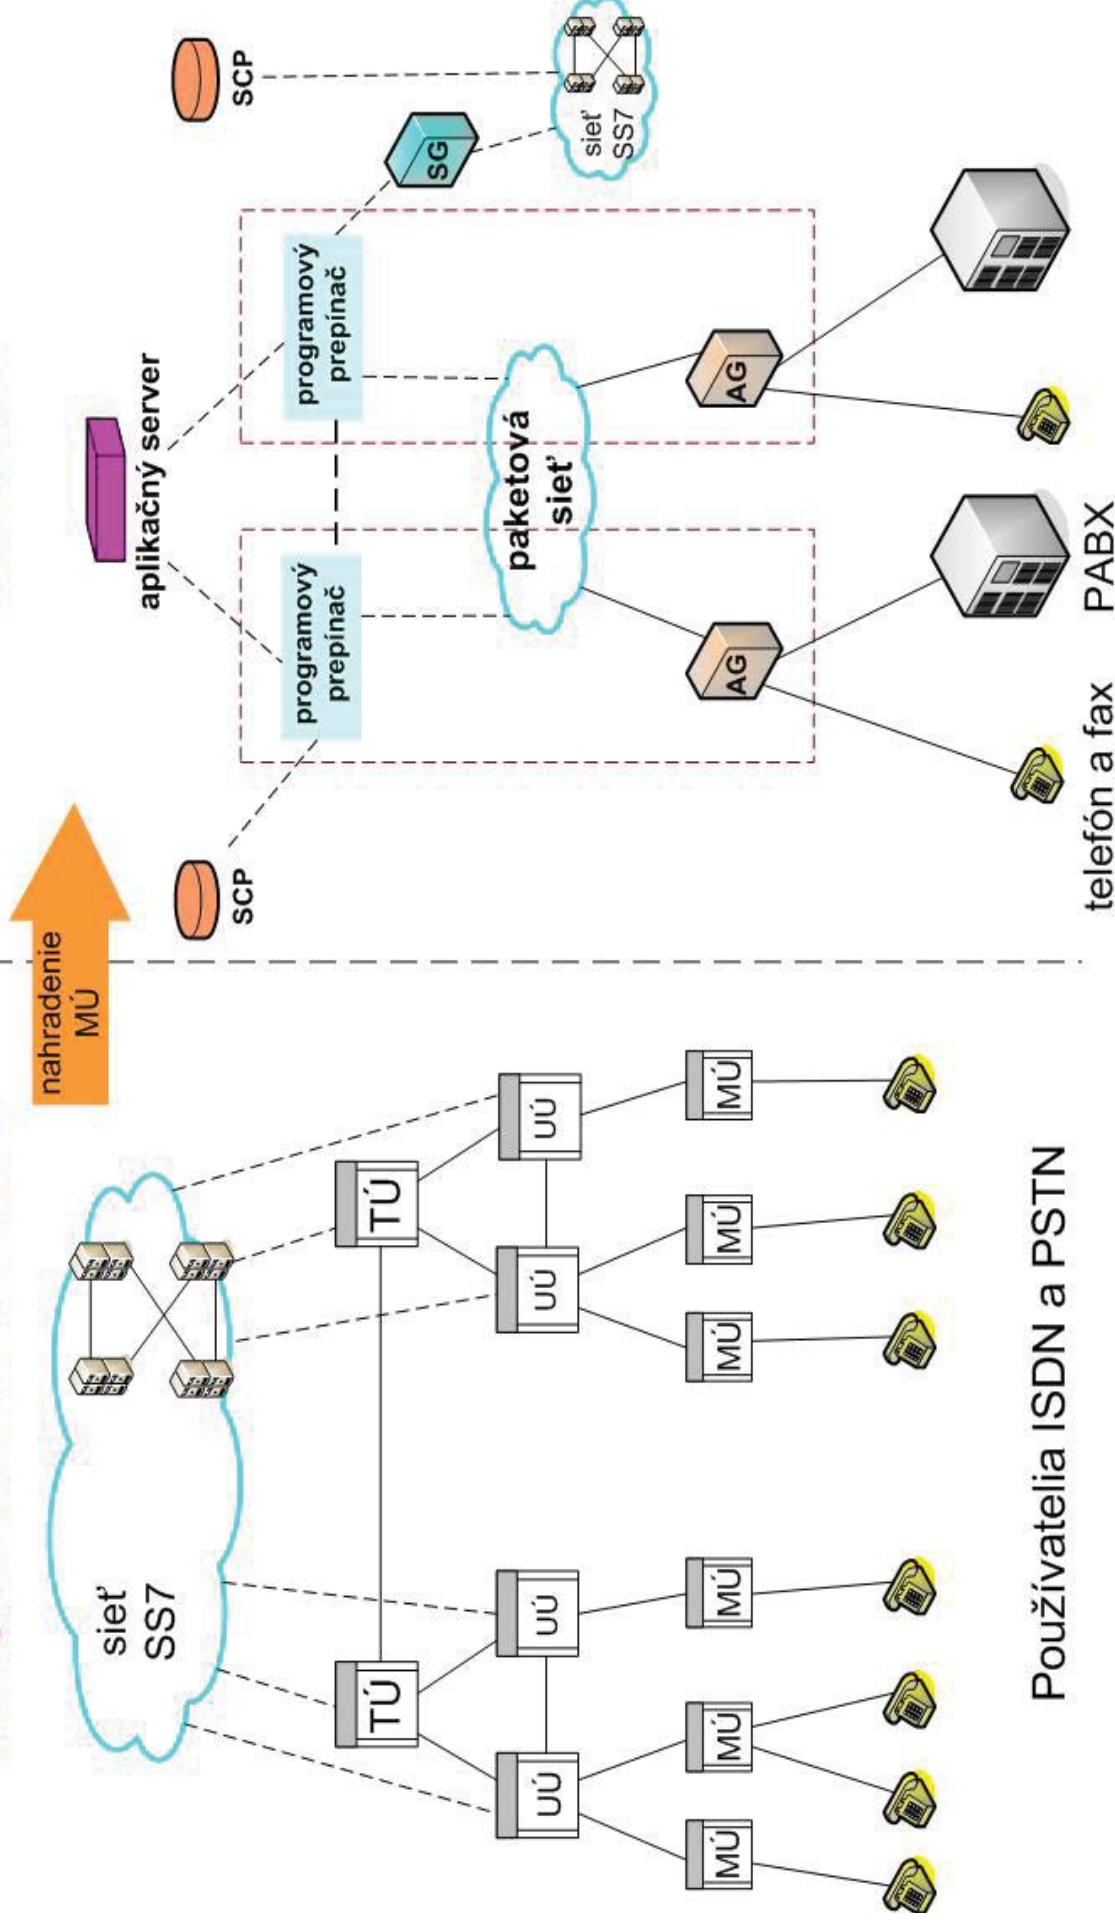 nahradenie
MÚ
sieť
SS7
TÚ
TÚ
UÚ
UÚ
UÚ
UÚ
MÚ
MÚ
MÚ
MÚ
MÚ
MÚ
Používatelia ISDN a PSTN
SCP
aplikačný server
SCP
programový
prepínač
programový
prepínač
SG
sieť
SS7
paketová
sieť
AG
AG
telefón a fax
PABX